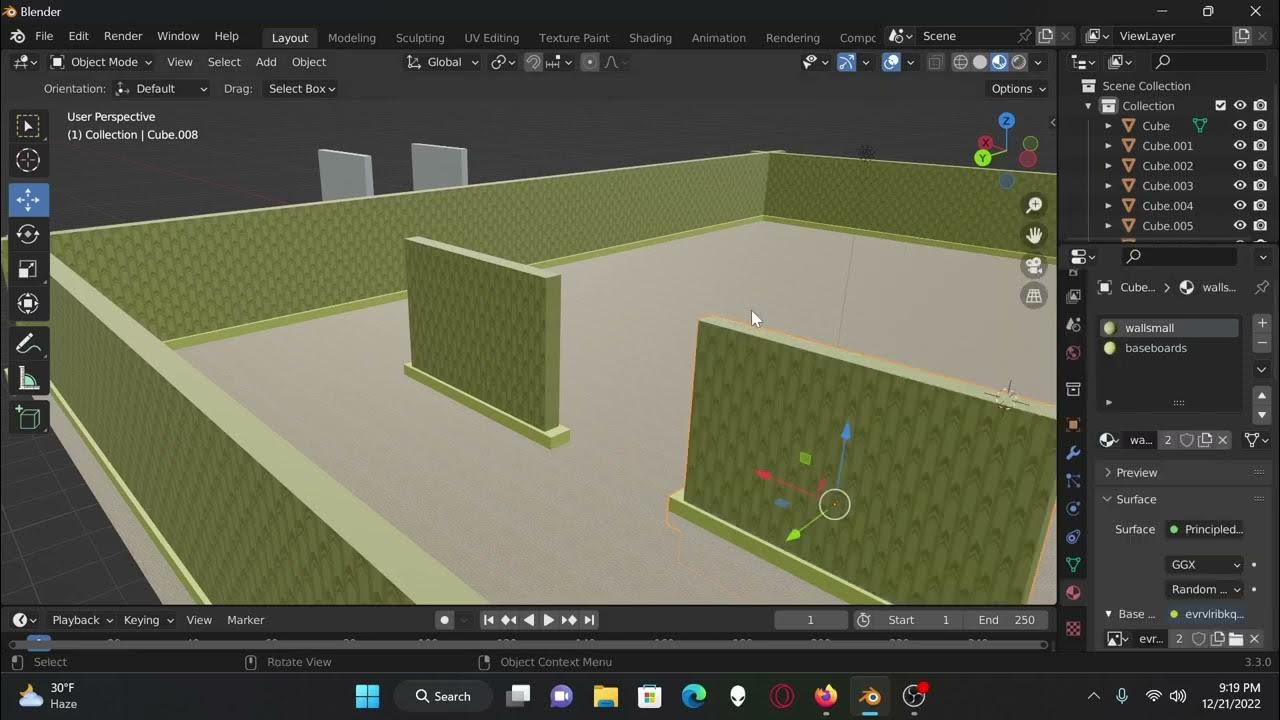 Blender
File Edit Render Window Help
Layout Modeling Sculpting UV Editing Texture Paint Shading Animation Rendering Compc
Scene
ViewLayer
Object Mode View Select Add Object
Global
Orientation: Default Drag: Select Box
Options
User Perspective
(1) Collection | Cube.008
Z
X
Y
Scene Collection
Collection
Cube
Cube.001
Cube.002
Cube.003
Cube.004
Cube.005
Cube... walls...
wallsmall
baseboards
wa... 2
Preview
Surface
Surface Principled...
GGX
Random ...
Base ... evrvlribkq...
evr... 2
Playback Keying View Marker
1
Start 1
End 250
Select
Rotate View
Object Context Menu
3.3.0
30°F
Haze
Search
9:19 PM
12/21/2022